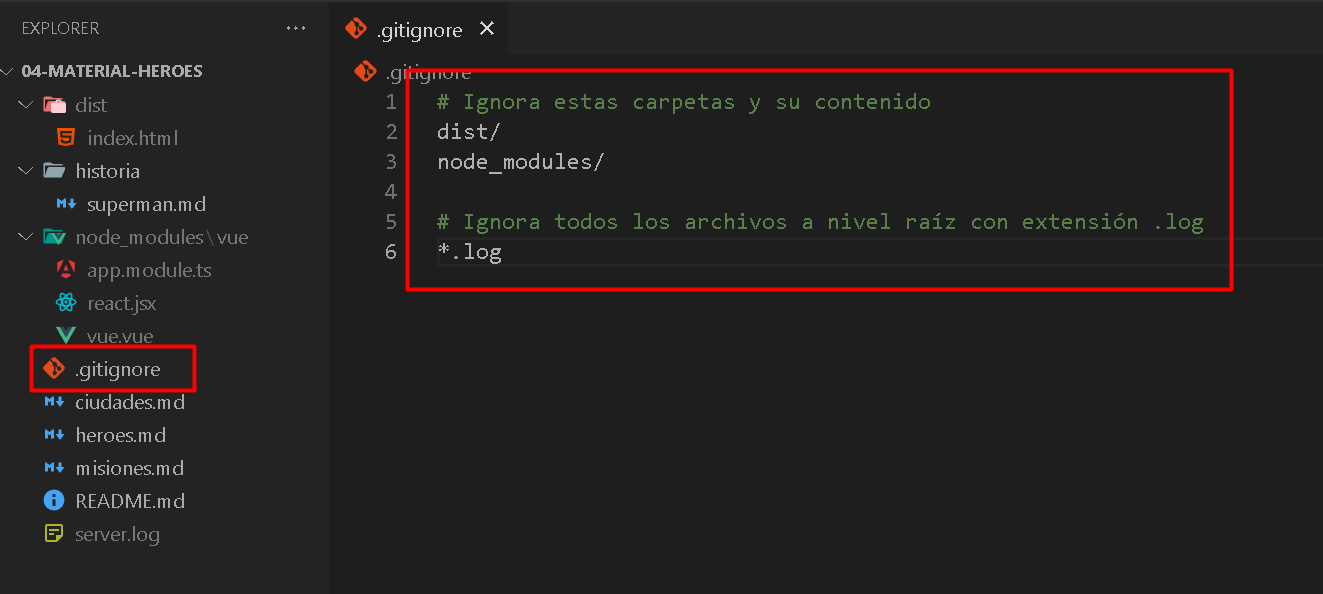 EXPLORER
04-MATERIAL-HEROES
dist
index.html
historia
superman.md
node_modules\vue
app.module.ts
react.jsx
vue.vue
.gitignore
ciudades.md
heroes.md
misiones.md
README.md
server.log
.gitignore
.gitignore
1 # Ignora estas carpetas y su contenido
2 dist/
3 node_modules/
4
5 # Ignora todos los archivos a nivel raíz con extensión .log
6 *.log